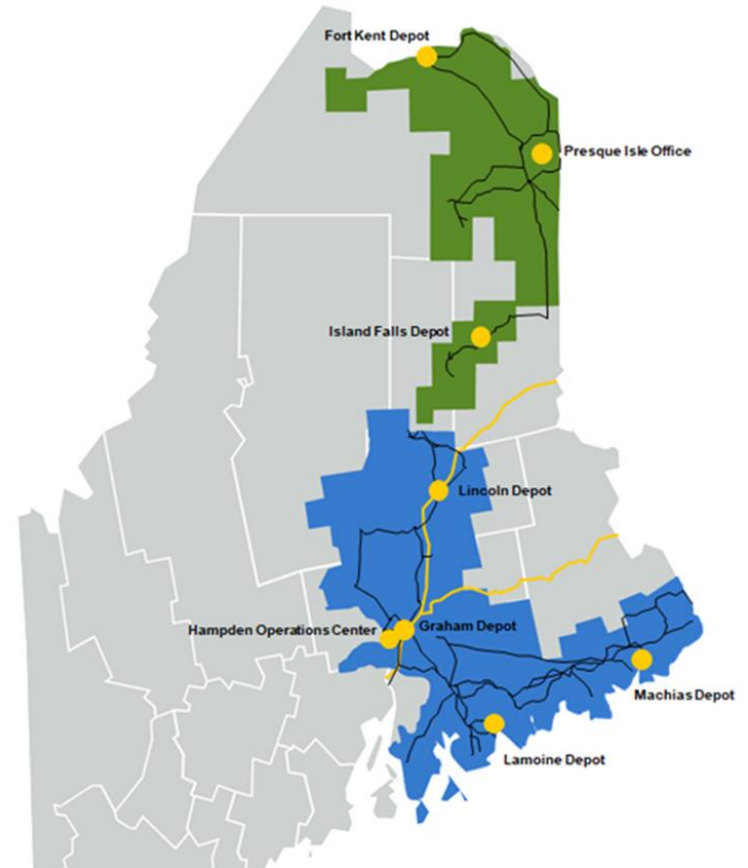 Fort Kent Depot
Presque Isle Office
Island Falls Depot
Lincoln Depot
Hampden Operations Center
Graham Depot
Machias Depot
Lamoine Depot